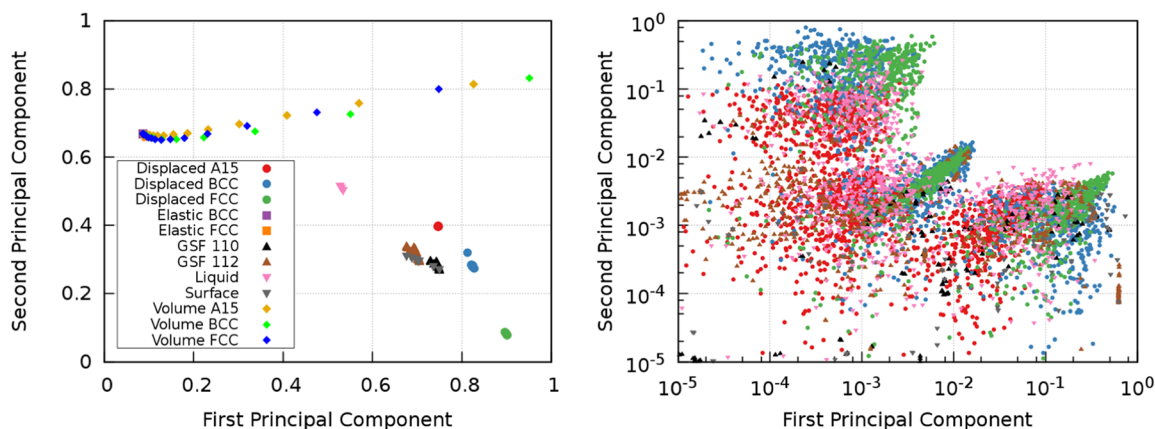 Second Principal Component
1
0.8
0.6
0.4
0.2
0
0
0.2
0.4
0.6
0.8
1
First Principal Component
Displaced A15
Displaced BCC
Displaced FCC
Elastic BCC
Elastic FCC
GSF 110
GSF 112
Liquid
Surface
Volume A15
Volume BCC
Volume FCC
Second Principal Component
10^0
10^-1
10^-2
10^-3
10^-4
10^-5
10^-5
10^-4
10^-3
10^-2
10^-1
10^0
First Principal Component